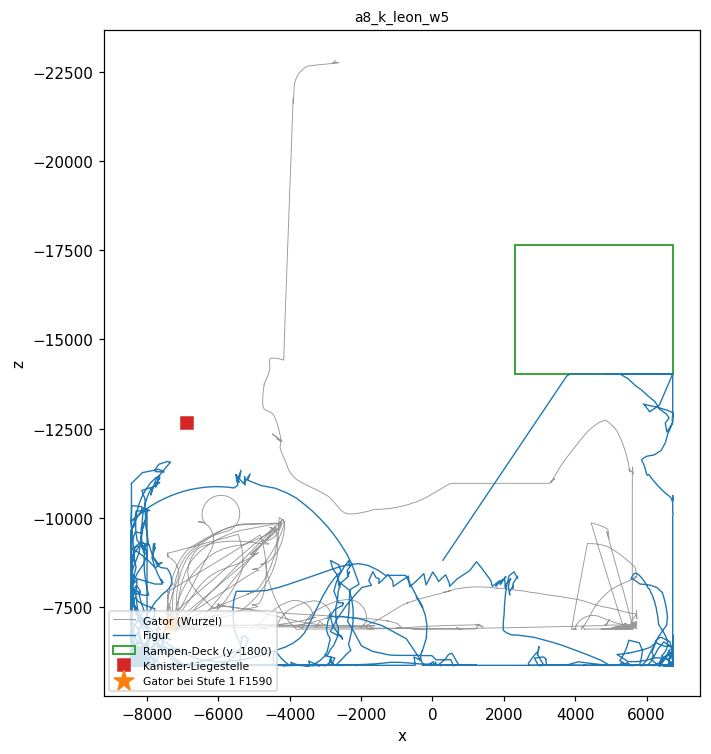 a8_k_leon_w5
−22500
−20000
−17500
−15000
−12500
−10000
−7500
z
−8000 −6000 −4000 −2000 0 2000 4000 6000
x
Gator (Wurzel)
Figur
Rampen-Deck (y -1800)
Kanister-Liegestelle
Gator bei Stufe 1 F1590